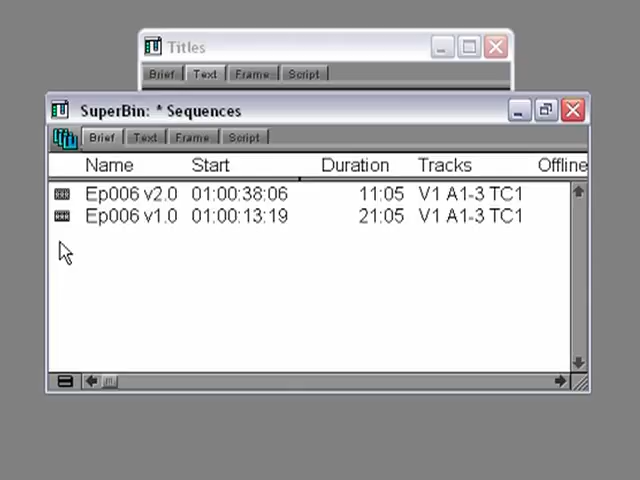 Titles
Brief Text Frame Script
SuperBin: * Sequences
Brief Text Frame Script
Name Start Duration Tracks Offline
Ep006 v2.0 01:00:38:06 11:05 V1 A1-3 TC1
Ep006 v1.0 01:00:13:19 21:05 V1 A1-3 TC1